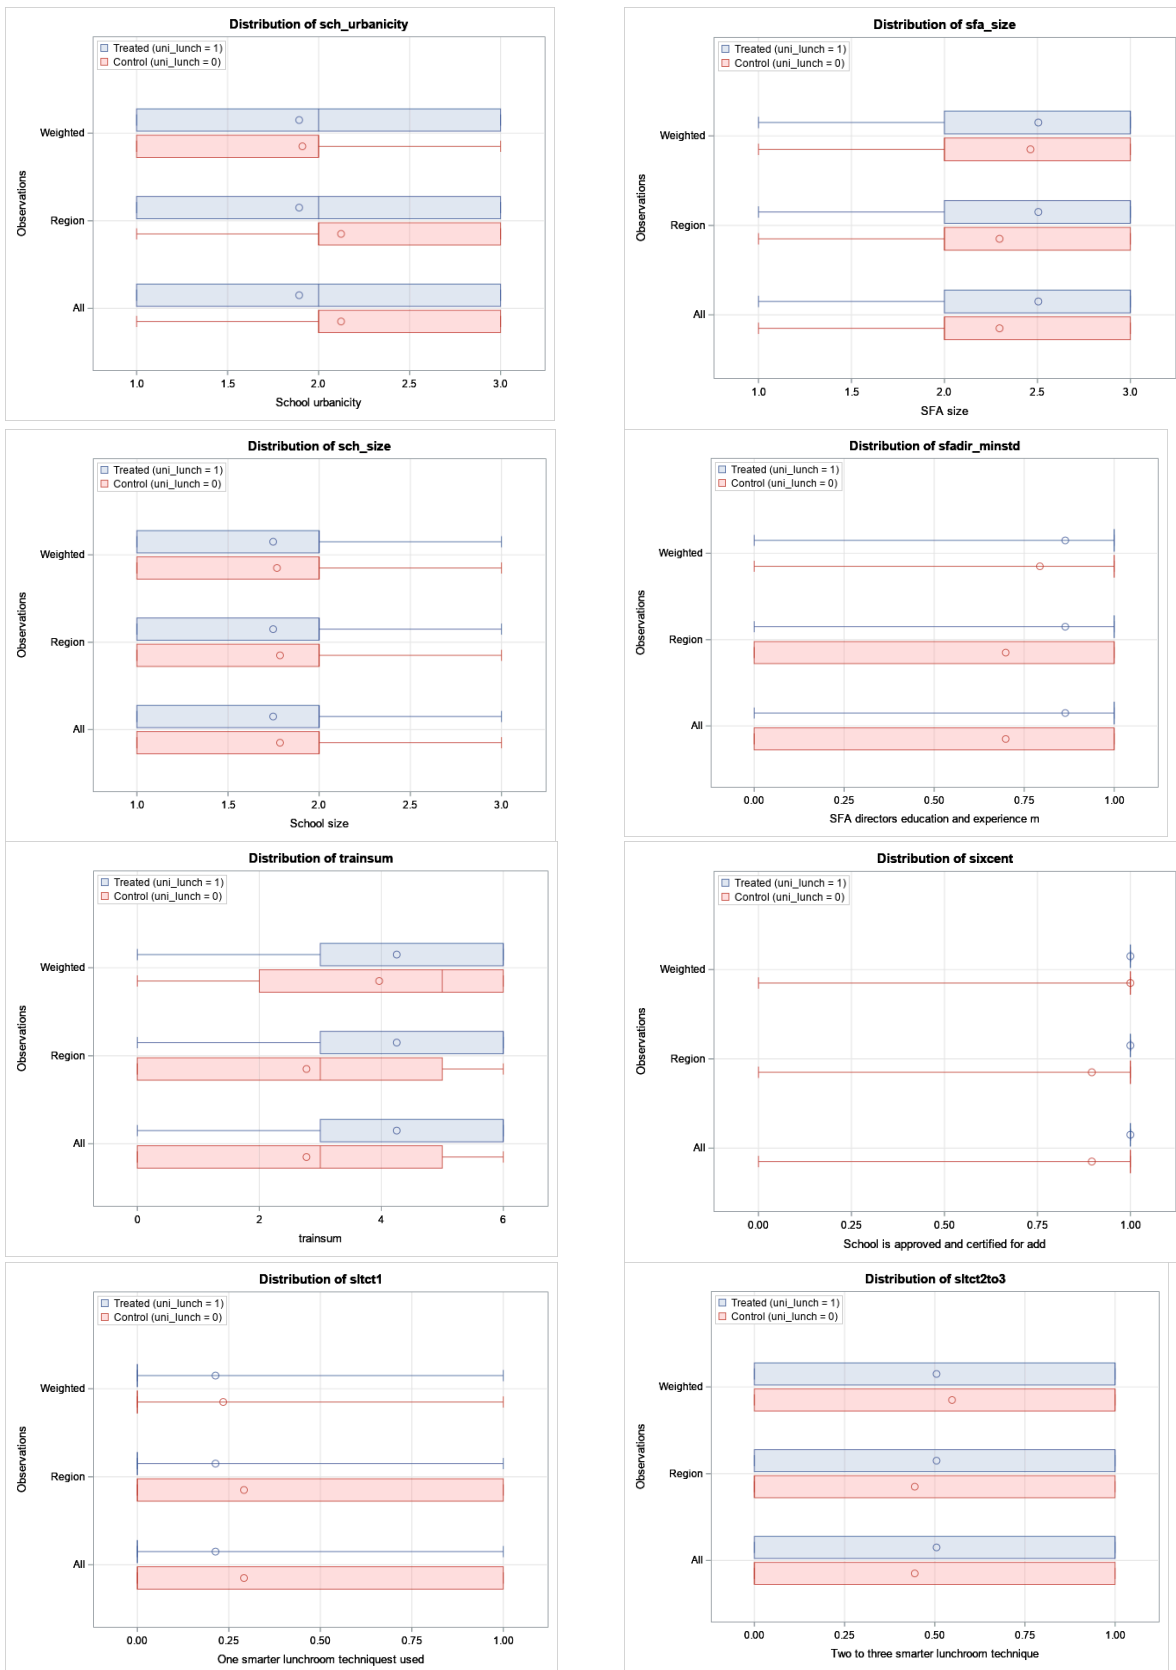 Distribution of sch_urbanicity
Treated (uni_lunch = 1)
Control (uni_lunch = 0)
Observations
Weighted
Region
All
1.0 1.5 2.0 2.5 3.0
School urbanicity
Distribution of sfa_size
Treated (uni_lunch = 1)
Control (uni_lunch = 0)
Observations
Weighted
Region
All
1.0 1.5 2.0 2.5 3.0
SFA size
Distribution of sch_size
Treated (uni_lunch = 1)
Control (uni_lunch = 0)
Observations
Weighted
Region
All
1.0 1.5 2.0 2.5 3.0
School size
Distribution of sfadir_minstd
Treated (uni_lunch = 1)
Control (uni_lunch = 0)
Observations
Weighted
Region
All
0.00 0.25 0.50 0.75 1.00
SFA directors education and experience m
Distribution of trainsum
Treated (uni_lunch = 1)
Control (uni_lunch = 0)
Observations
Weighted
Region
All
0 2 4 6
trainsum
Distribution of sixcent
Treated (uni_lunch = 1)
Control (uni_lunch = 0)
Observations
Weighted
Region
All
0.00 0.25 0.50 0.75 1.00
School is approved and certified for add
Distribution of sltct1
Treated (uni_lunch = 1)
Control (uni_lunch = 0)
Observations
Weighted
Region
All
0.00 0.25 0.50 0.75 1.00
One smarter lunchroom techniquest used
Distribution of sltct2to3
Treated (uni_lunch = 1)
Control (uni_lunch = 0)
Observations
Weighted
Region
All
0.00 0.25 0.50 0.75 1.00
Two to three smarter lunchroom technique